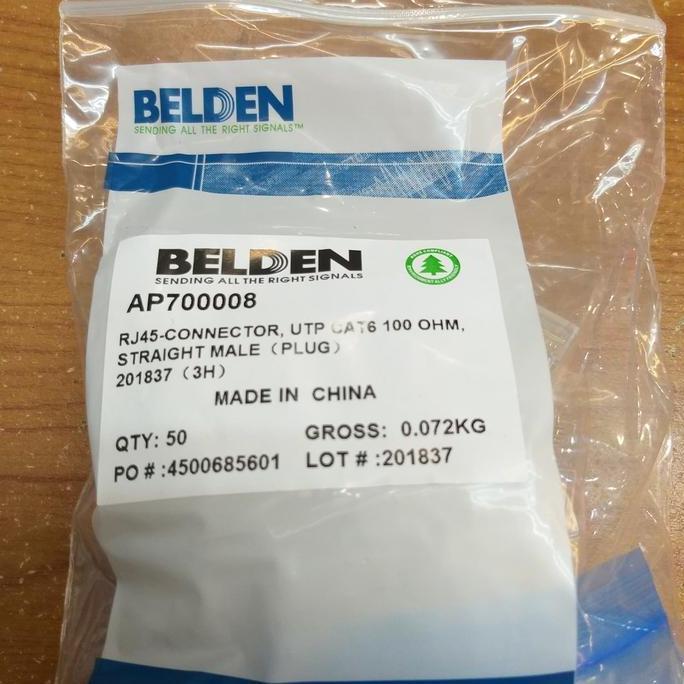 BELDEN
SENDING ALL THE RIGHT SIGNALS™
BELDEN
SENDING ALL THE RIGHT SIGNALS
AP700008
RJ45-CONNECTOR, UTP CAT6 100 OHM,
STRAIGHT MALE（PLUG）
201837（3H）
MADE IN CHINA
QTY: 50 GROSS: 0.072KG
PO # :4500685601 LOT # :201837